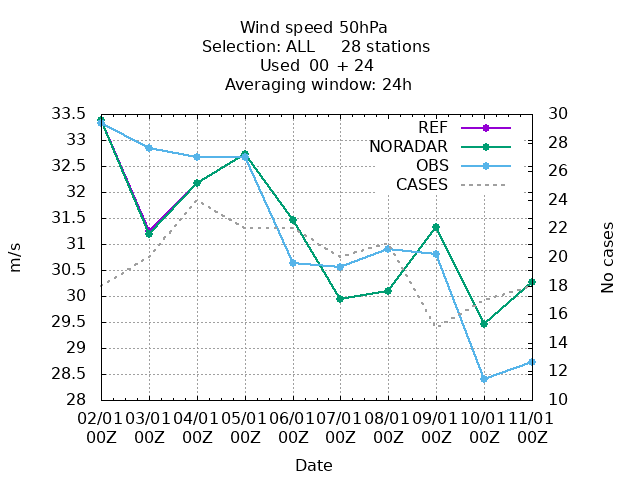 Wind speed 50hPa
Selection: ALL 28 stations
Used 00 + 24
Averaging window: 24h
33.5
33
32.5
32
31.5
31
30.5
30
29.5
29
28.5
28
m/s
30
28
26
24
22
20
18
16
14
12
10
No cases
REF
NORADAR
OBS
CASES
02/01 03/01 04/01 05/01 06/01 07/01 08/01 09/01 10/01 11/01
00Z 00Z 00Z 00Z 00Z 00Z 00Z 00Z 00Z 00Z
Date